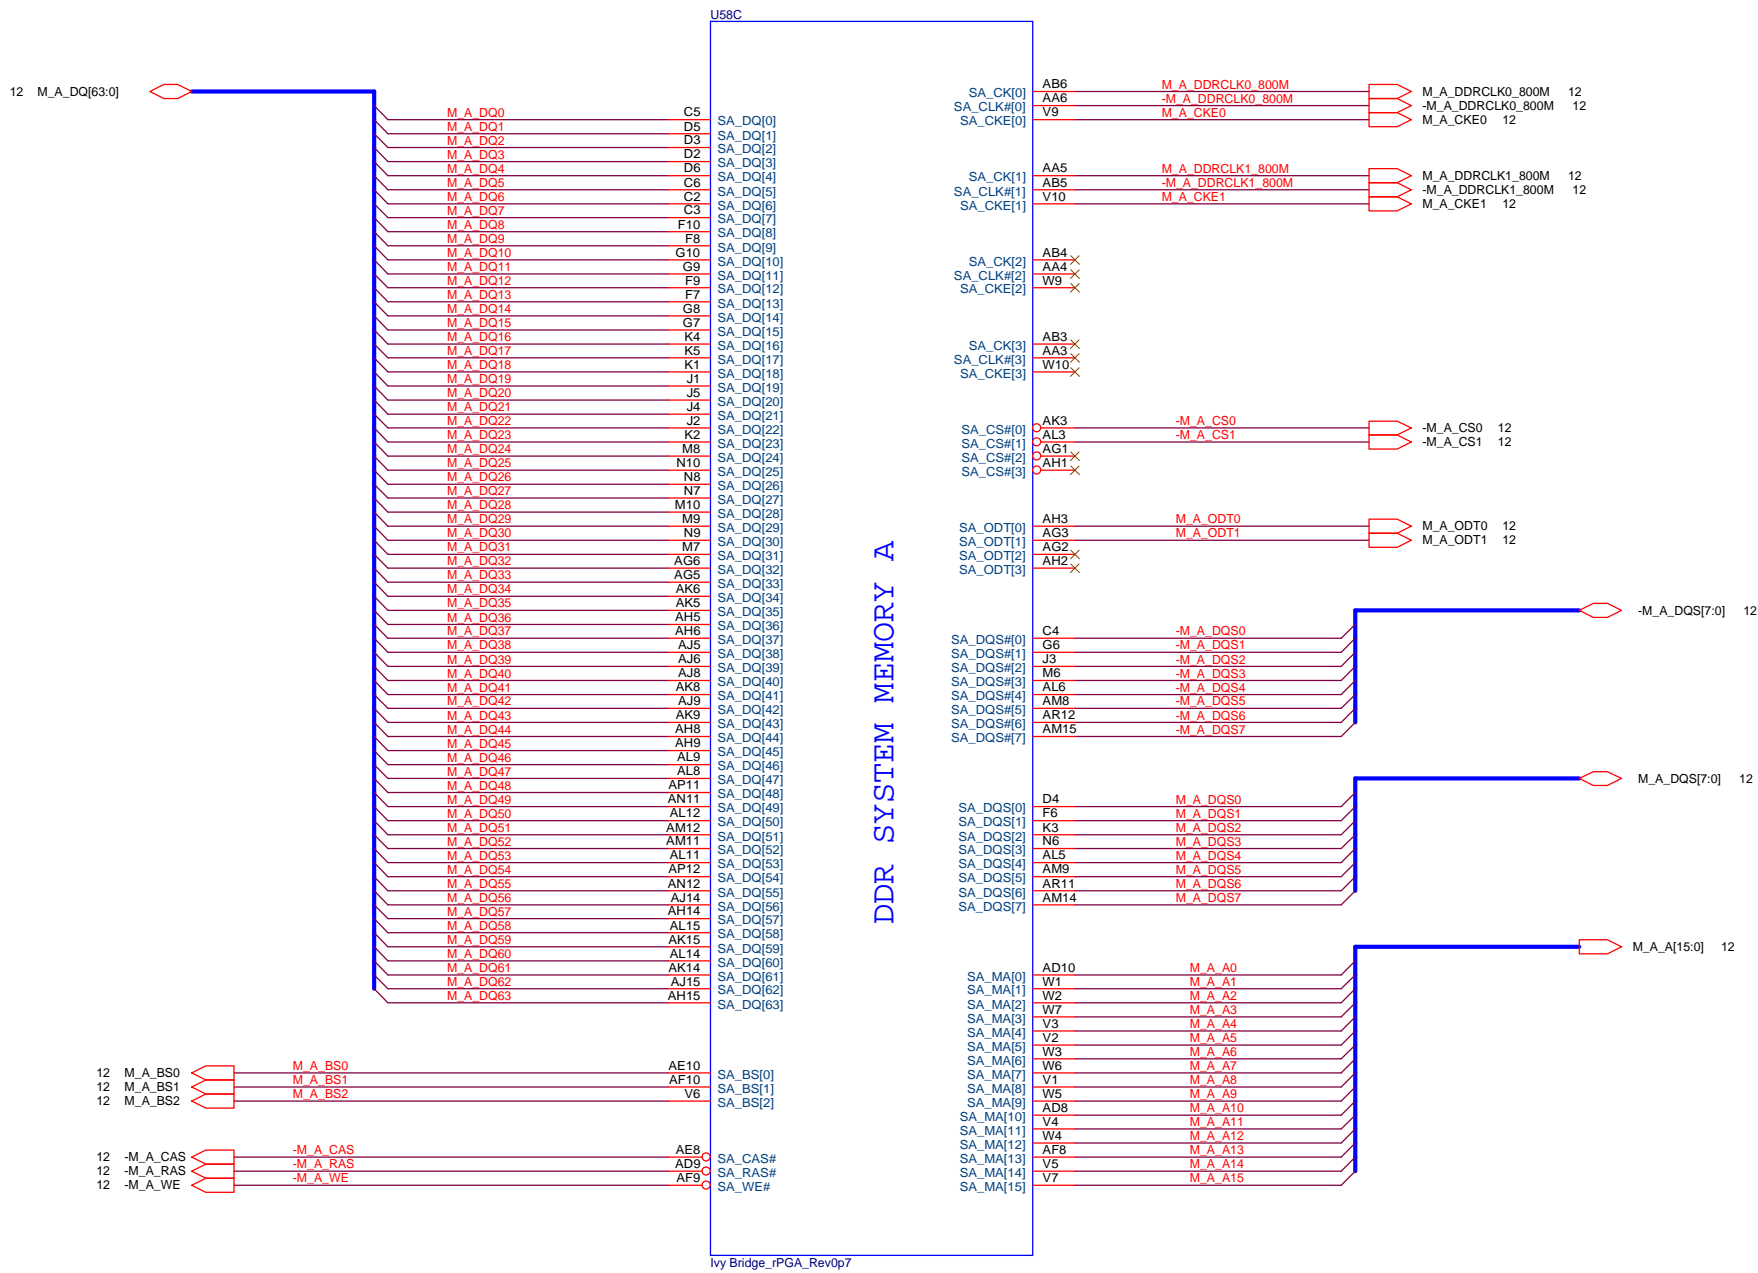 U58C
12 M_A_DQ[63:0]
M_A_DQ0 C5 SA_DQ[0]
M_A_DQ1 D5 SA_DQ[1]
M_A_DQ2 D3 SA_DQ[2]
M_A_DQ3 D2 SA_DQ[3]
M_A_DQ4 D6 SA_DQ[4]
M_A_DQ5 C6 SA_DQ[5]
M_A_DQ6 C2 SA_DQ[6]
M_A_DQ7 C3 SA_DQ[7]
M_A_DQ8 F10 SA_DQ[8]
M_A_DQ9 F8 SA_DQ[9]
M_A_DQ10 G10 SA_DQ[10]
M_A_DQ11 G9 SA_DQ[11]
M_A_DQ12 F9 SA_DQ[12]
M_A_DQ13 F7 SA_DQ[13]
M_A_DQ14 G8 SA_DQ[14]
M_A_DQ15 G7 SA_DQ[15]
M_A_DQ16 K4 SA_DQ[16]
M_A_DQ17 K5 SA_DQ[17]
M_A_DQ18 K1 SA_DQ[18]
M_A_DQ19 J1 SA_DQ[19]
M_A_DQ20 J5 SA_DQ[20]
M_A_DQ21 J4 SA_DQ[21]
M_A_DQ22 J2 SA_DQ[22]
M_A_DQ23 K2 SA_DQ[23]
M_A_DQ24 M8 SA_DQ[24]
M_A_DQ25 N10 SA_DQ[25]
M_A_DQ26 N8 SA_DQ[26]
M_A_DQ27 N7 SA_DQ[27]
M_A_DQ28 M10 SA_DQ[28]
M_A_DQ29 M9 SA_DQ[29]
M_A_DQ30 N9 SA_DQ[30]
M_A_DQ31 M7 SA_DQ[31]
M_A_DQ32 AG6 SA_DQ[32]
M_A_DQ33 AG5 SA_DQ[33]
M_A_DQ34 AK6 SA_DQ[34]
M_A_DQ35 AK5 SA_DQ[35]
M_A_DQ36 AH5 SA_DQ[36]
M_A_DQ37 AH6 SA_DQ[37]
M_A_DQ38 AJ5 SA_DQ[38]
M_A_DQ39 AJ6 SA_DQ[39]
M_A_DQ40 AJ8 SA_DQ[40]
M_A_DQ41 AK8 SA_DQ[41]
M_A_DQ42 AJ9 SA_DQ[42]
M_A_DQ43 AK9 SA_DQ[43]
M_A_DQ44 AH8 SA_DQ[44]
M_A_DQ45 AH9 SA_DQ[45]
M_A_DQ46 AL9 SA_DQ[46]
M_A_DQ47 AL8 SA_DQ[47]
M_A_DQ48 AP11 SA_DQ[48]
M_A_DQ49 AN11 SA_DQ[49]
M_A_DQ50 AL12 SA_DQ[50]
M_A_DQ51 AM12 SA_DQ[51]
M_A_DQ52 AM11 SA_DQ[52]
M_A_DQ53 AL11 SA_DQ[53]
M_A_DQ54 AP12 SA_DQ[54]
M_A_DQ55 AN12 SA_DQ[55]
M_A_DQ56 AJ14 SA_DQ[56]
M_A_DQ57 AH14 SA_DQ[57]
M_A_DQ58 AL15 SA_DQ[58]
M_A_DQ59 AK15 SA_DQ[59]
M_A_DQ60 AL14 SA_DQ[60]
M_A_DQ61 AK14 SA_DQ[61]
M_A_DQ62 AJ15 SA_DQ[62]
M_A_DQ63 AH15 SA_DQ[63]
12 M_A_BS0 M_A_BS0 AE10 SA_BS[0]
12 M_A_BS1 M_A_BS1 AF10 SA_BS[1]
12 M_A_BS2 M_A_BS2 V6 SA_BS[2]
12 -M_A_CAS -M_A_CAS AE8 SA_CAS#
12 -M_A_RAS -M_A_RAS AD9 SA_RAS#
12 -M_A_WE -M_A_WE AF9 SA_WE#
DDR SYSTEM MEMORY A
SA_CK[0] AB6 M_A_DDRCLK0_800M M_A_DDRCLK0_800M 12
SA_CLK#[0] AA6 -M_A_DDRCLK0_800M -M_A_DDRCLK0_800M 12
SA_CKE[0] V9 M_A_CKE0 M_A_CKE0 12
SA_CK[1] AA5 M_A_DDRCLK1_800M M_A_DDRCLK1_800M 12
SA_CLK#[1] AB5 -M_A_DDRCLK1_800M -M_A_DDRCLK1_800M 12
SA_CKE[1] V10 M_A_CKE1 M_A_CKE1 12
SA_CK[2] AB4
SA_CLK#[2] AA4
SA_CKE[2] W9
SA_CK[3] AB3
SA_CLK#[3] AA3
SA_CKE[3] W10
SA_CS#[0] AK3 -M_A_CS0 -M_A_CS0 12
SA_CS#[1] AL3 -M_A_CS1 -M_A_CS1 12
SA_CS#[2] AG1
SA_CS#[3] AH1
SA_ODT[0] AH3 M_A_ODT0 M_A_ODT0 12
SA_ODT[1] AG3 M_A_ODT1 M_A_ODT1 12
SA_ODT[2] AG2
SA_ODT[3] AH2
-M_A_DQS[7:0] 12
SA_DQS#[0] C4 -M_A_DQS0
SA_DQS#[1] G6 -M_A_DQS1
SA_DQS#[2] J3 -M_A_DQS2
SA_DQS#[3] M6 -M_A_DQS3
SA_DQS#[4] AL6 -M_A_DQS4
SA_DQS#[5] AM8 -M_A_DQS5
SA_DQS#[6] AR12 -M_A_DQS6
SA_DQS#[7] AM15 -M_A_DQS7
M_A_DQS[7:0] 12
SA_DQS[0] D4 M_A_DQS0
SA_DQS[1] F6 M_A_DQS1
SA_DQS[2] K3 M_A_DQS2
SA_DQS[3] N6 M_A_DQS3
SA_DQS[4] AL5 M_A_DQS4
SA_DQS[5] AM9 M_A_DQS5
SA_DQS[6] AR11 M_A_DQS6
SA_DQS[7] AM14 M_A_DQS7
M_A_A[15:0] 12
SA_MA[0] AD10 M_A_A0
SA_MA[1] W1 M_A_A1
SA_MA[2] W2 M_A_A2
SA_MA[3] W7 M_A_A3
SA_MA[4] V3 M_A_A4
SA_MA[5] V2 M_A_A5
SA_MA[6] W3 M_A_A6
SA_MA[7] W6 M_A_A7
SA_MA[8] V1 M_A_A8
SA_MA[9] W5 M_A_A9
SA_MA[10] AD8 M_A_A10
SA_MA[11] V4 M_A_A11
SA_MA[12] W4 M_A_A12
SA_MA[13] AF8 M_A_A13
SA_MA[14] V5 M_A_A14
SA_MA[15] V7 M_A_A15
Ivy Bridge_rPGA_Rev0p7